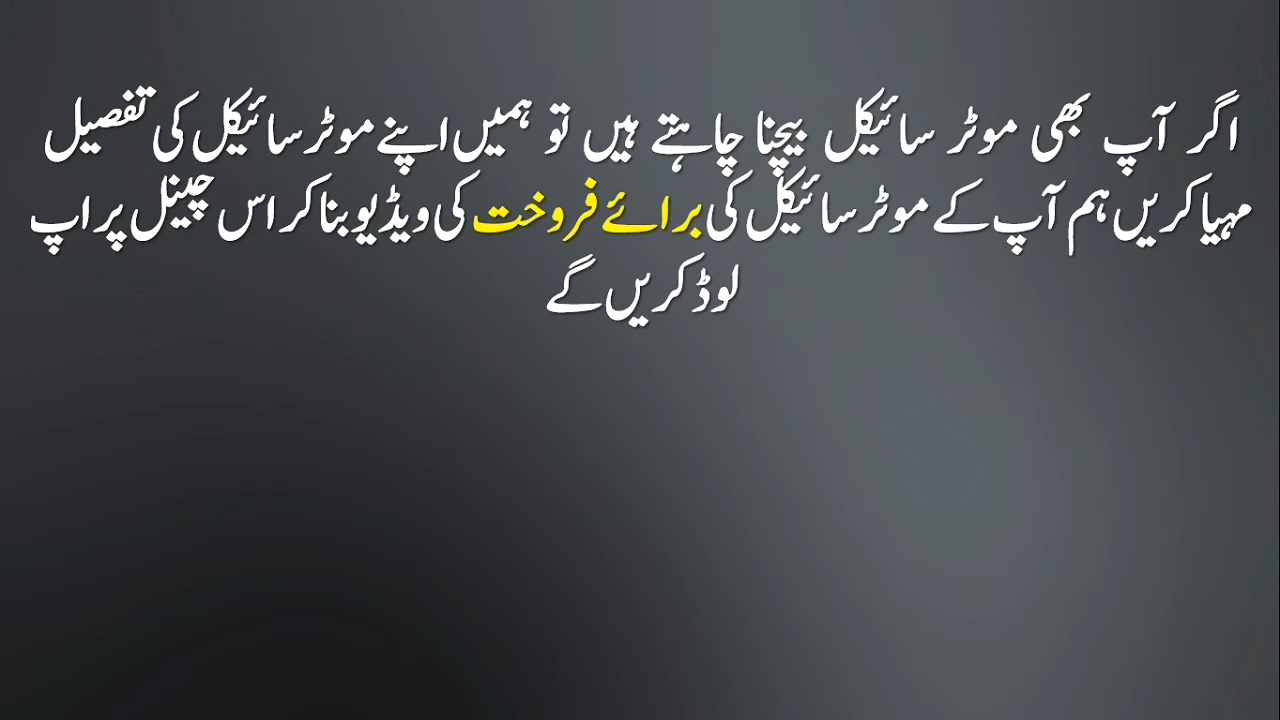 اگر آپ بھی موٹر سائیکل بیچنا چاہتے ہیں تو ہمیں اپنے موٹر سائیکل کی تفصیل
مہیا کریں ہم آپ کے موٹر سائیکل کی برائے فروخت کی ویڈیو بنا کر اس چینل پر اپ
لوڈ کریں گے